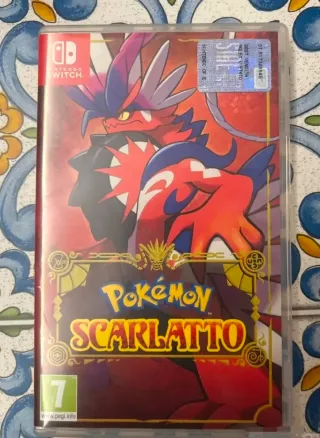 NINTENDO
SWITCH
POKéMON
SCARLATTO
7
www.pegi.info